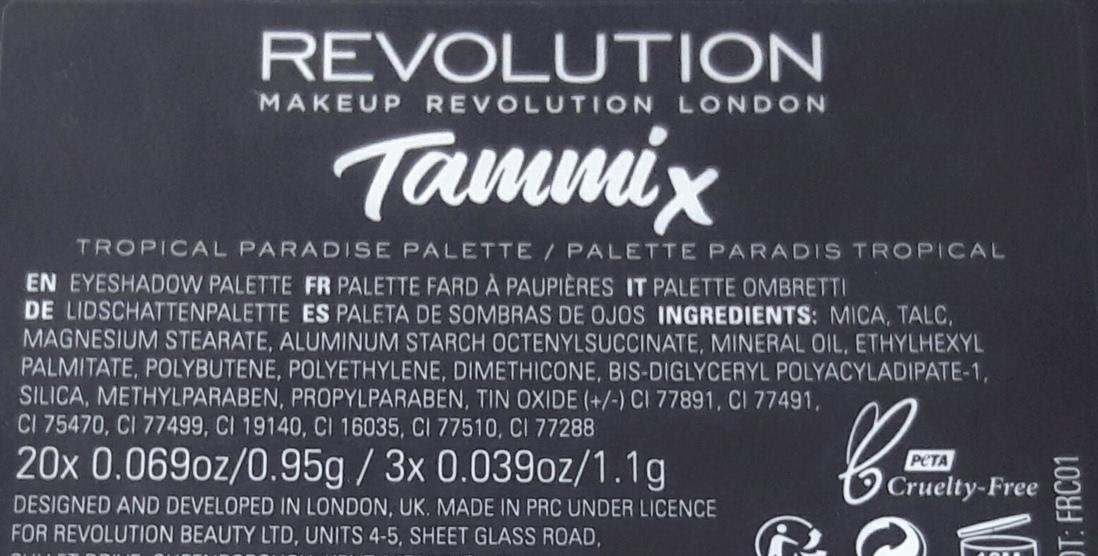 REVOLUTION
MAKEUP REVOLUTION LONDON
Tammix
TROPICAL PARADISE PALETTE / PALETTE PARADIS TROPICAL
EN EYESHADOW PALETTE FR PALETTE FARD À PAUPIÈRES IT PALETTE OMBRETTI
DE LIDSCHATTENPALETTE ES PALETA DE SOMBRAS DE OJOS INGREDIENTS: MICA, TALC,
MAGNESIUM STEARATE, ALUMINUM STARCH OCTENYLSUCCINATE, MINERAL OIL, ETHYLHEXYL
PALMITATE, POLYBUTENE, POLYETHYLENE, DIMETHICONE, BIS-DIGLYCERYL POLYACYLADIPATE-1,
SILICA, METHYLPARABEN, PROPYLPARABEN, TIN OXIDE (+/-) CI 77891, CI 77491,
CI 75470, CI 77499, CI 19140, CI 16035, CI 77510, CI 77288
20x 0.069oz/0.95g / 3x 0.039oz/1.1g
PeTA
Cruelty-Free
DESIGNED AND DEVELOPED IN LONDON, UK. MADE IN PRC UNDER LICENCE
FOR REVOLUTION BEAUTY LTD, UNITS 4-5, SHEET GLASS ROAD,
FRC01